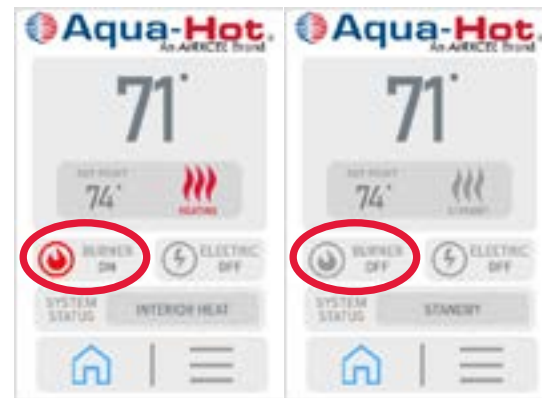 Aqua-Hot.
An AIRXCEL Brand
71°
SET POINT
74°
HEATING
BURNER
ON
ELECTRIC
OFF
SYSTEM
STATUS
INTERIOR HEAT
Aqua-Hot.
An AIRXCEL Brand
71°
SET POINT
74°
STANDBY
BURNER
OFF
ELECTRIC
OFF
SYSTEM
STATUS
STANDBY